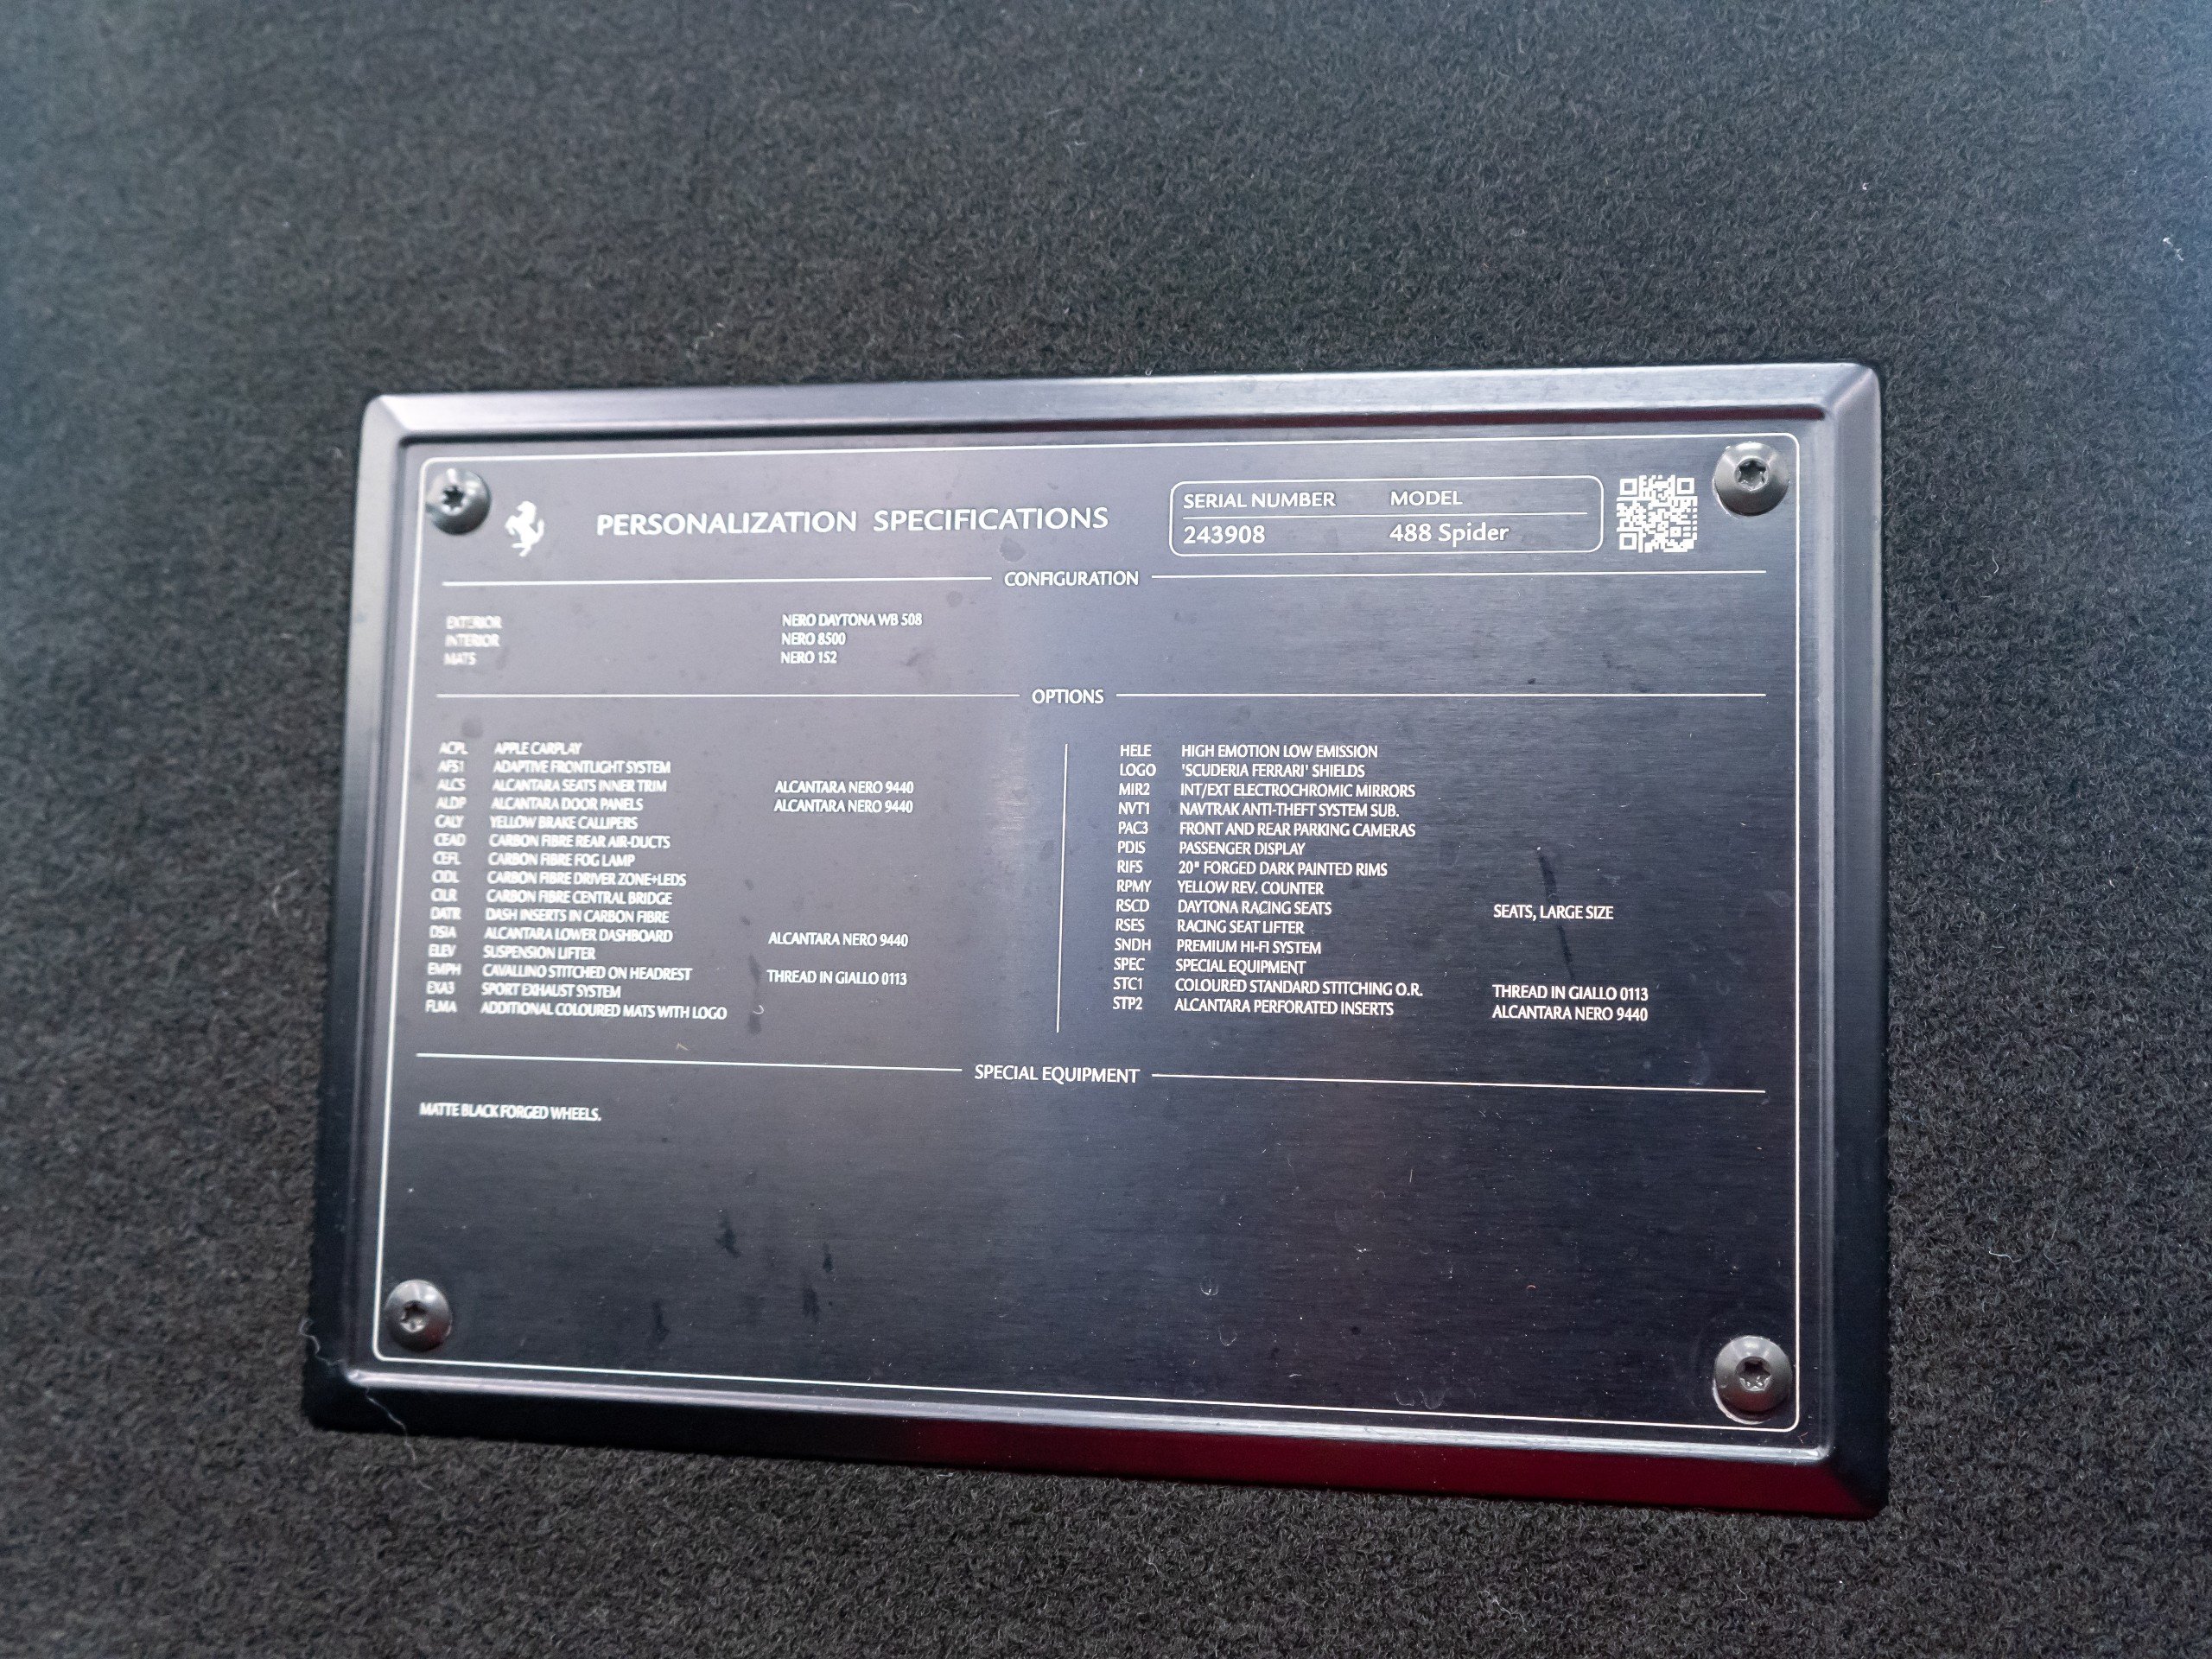 PERSONALIZATION SPECIFICATIONS
SERIAL NUMBER MODEL
243908 488 Spider
CONFIGURATION
EXTERIOR NERO DAYTONA WB 508
INTERIOR NERO 8500
MATS NERO 152
OPTIONS
ACPL APPLE CARPLAY
AFS1 ADAPTIVE FRONTLIGHT SYSTEM
ALCS ALCANTARA SEATS INNER TRIM ALCANTARA NERO 9440
ALDP ALCANTARA DOOR PANELS ALCANTARA NERO 9440
CALY YELLOW BRAKE CALLIPERS
CEAD CARBON FIBRE REAR AIR-DUCTS
CEFL CARBON FIBRE FOG LAMP
CIDL CARBON FIBRE DRIVER ZONE+LEDS
CILR CARBON FIBRE CENTRAL BRIDGE
DATR DASH INSERTS IN CARBON FIBRE
DSIA ALCANTARA LOWER DASHBOARD ALCANTARA NERO 9440
ELEV SUSPENSION LIFTER
EMPH CAVALLINO STITCHED ON HEADREST THREAD IN GIALLO 0113
EXA3 SPORT EXHAUST SYSTEM
FLMA ADDITIONAL COLOURED MATS WITH LOGO
HELE HIGH EMOTION LOW EMISSION
LOGO 'SCUDERIA FERRARI' SHIELDS
MIR2 INT/EXT ELECTROCHROMIC MIRRORS
NVT1 NAVTRAK ANTI-THEFT SYSTEM SUB.
PAC3 FRONT AND REAR PARKING CAMERAS
PDIS PASSENGER DISPLAY
RIFS 20" FORGED DARK PAINTED RIMS
RPMY YELLOW REV. COUNTER
RSCD DAYTONA RACING SEATS SEATS, LARGE SIZE
RSES RACING SEAT LIFTER
SNDH PREMIUM HI-FI SYSTEM
SPEC SPECIAL EQUIPMENT
STC1 COLOURED STANDARD STITCHING O.R. THREAD IN GIALLO 0113
STP2 ALCANTARA PERFORATED INSERTS ALCANTARA NERO 9440
SPECIAL EQUIPMENT
MATTE BLACK FORGED WHEELS.